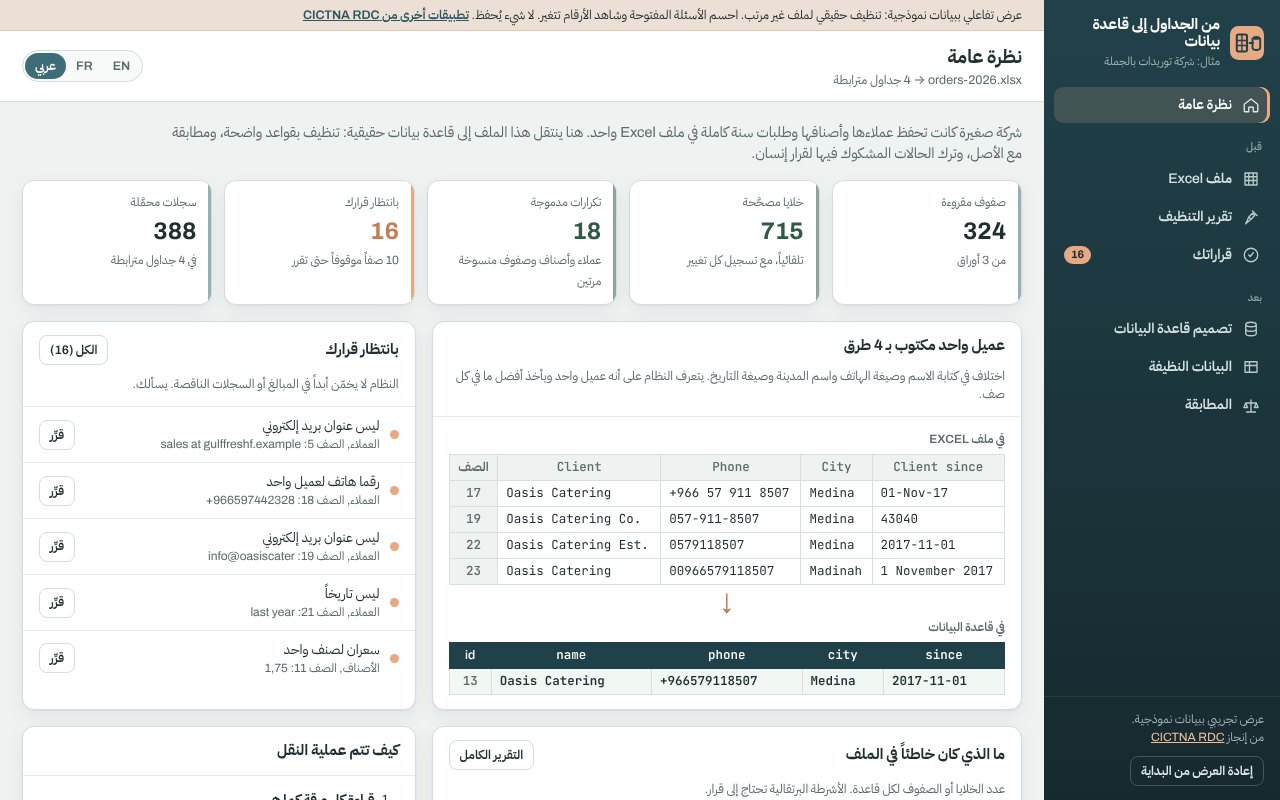 عرض تفاعلي ببيانات نموذجية: تنظيف حقيقي لملف غير مرتب. احسم الأسئلة المفتوحة وشاهد الأرقام تتغير. لا شيء يُحفظ. تطبيقات أخرى من CICTNA RDC
من الجداول إلى قاعدة
بيانات
مثال: شركة توريدات بالجملة
نظرة عامة
قبل
ملف Excel
تقرير التنظيف
قراراتك 16
بعد
تصميم قاعدة البيانات
البيانات النظيفة
المطابقة
عرض تجريبي ببيانات نموذجية.
من إنجاز CICTNA RDC
إعادة العرض من البداية
نظرة عامة
orders-2026.xlsx → 4 جداول مترابطة
عربي FR EN
شركة صغيرة كانت تحفظ عملاءها وأصنافها وطلبات سنة كاملة في ملف Excel واحد. هنا ينتقل هذا الملف إلى قاعدة بيانات حقيقية: تنظيف بقواعد واضحة، ومطابقة
مع الأصل، وترك الحالات المشكوك فيها لقرار إنسان.
صفوف مقروءة
324
من 3 أوراق
خلايا مصحَّحة
715
تلقائياً، مع تسجيل كل تغيير
تكرارات مدموجة
18
عملاء وأصناف وصفوف منسوخة
مرتين
بانتظار قرارك
16
10 صفاً موقوفاً حتى تقرر
سجلات محمَّلة
388
في 4 جداول مترابطة
عميل واحد مكتوب بـ 4 طرق
اختلاف في كتابة الاسم وصيغة الهاتف واسم المدينة وصيغة التاريخ. يتعرف النظام على أنه عميل واحد ويأخذ أفضل ما في كل
صف.
في ملف EXCEL
الصف Client Phone City Client since
17 Oasis Catering +966 57 911 8507 Medina 01-Nov-17
19 Oasis Catering Co. 057-911-8507 Medina 43040
22 Oasis Catering Est. 0579118507 Medina 2017-11-01
23 Oasis Catering 00966579118507 Madinah 1 November 2017
↓
في قاعدة البيانات
id name phone city since
13 Oasis Catering +966579118507 Medina 2017-11-01
بانتظار قرارك
الكل (16)
النظام لا يخمّن أبداً في المبالغ أو السجلات الناقصة. يسألك.
ليس عنوان بريد إلكتروني
العملاء, الصف 5: sales at gulffreshf.example
قرِّر
رقما هاتف لعميل واحد
العملاء, الصف 18: 966597442328+
قرِّر
ليس عنوان بريد إلكتروني
العملاء, الصف 19: info@oasiscater
قرِّر
ليس تاريخاً
العملاء, الصف 21: last year
قرِّر
سعران لصنف واحد
الأصناف, الصف 11: 1,75
قرِّر
ما الذي كان خاطئاً في الملف
التقرير الكامل
عدد الخلايا أو الصفوف لكل قاعدة. الأشرطة البرتقالية تحتاج إلى قرار.
كيف تتم عملية النقل